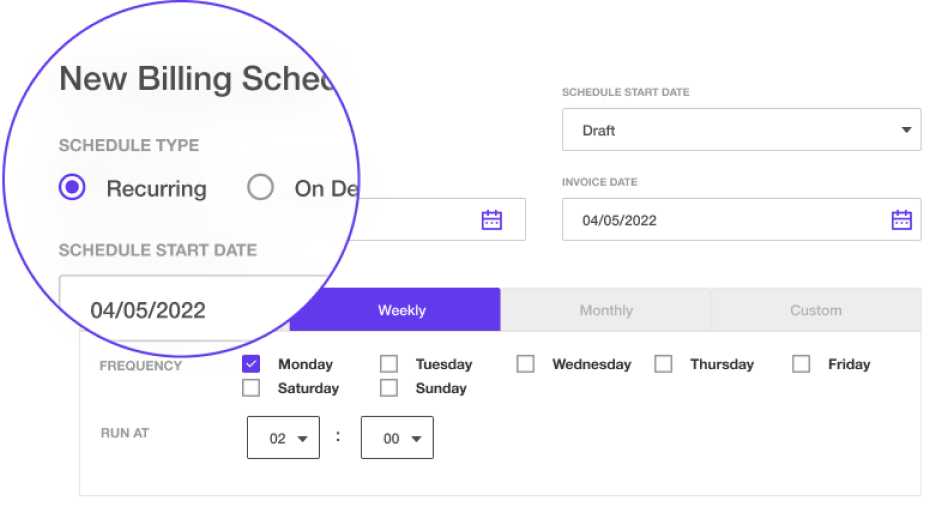 New Billing Sched
SCHEDULE START DATE
Draft
SCHEDULE TYPE
Recurring On De
INVOICE DATE
04/05/2022
SCHEDULE START DATE
04/05/2022
Weekly Monthly Custom
FREQUENCY Monday Tuesday Wednesday Thursday Friday
Saturday Sunday
RUN AT 02 : 00